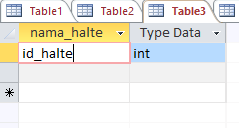 Table1 Table2 Table3
nama_halte Type Data
id_halte int